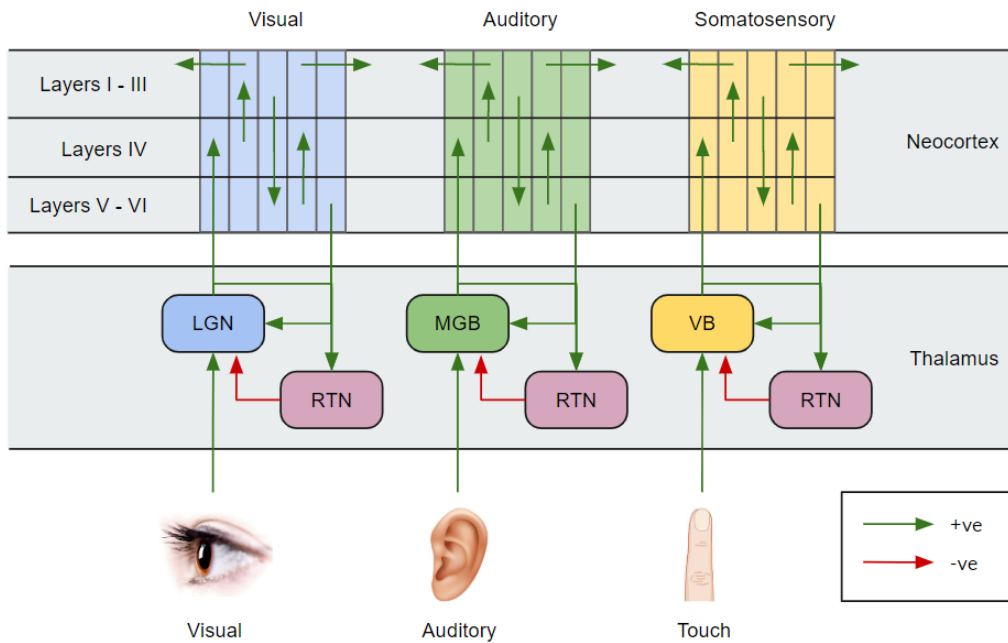 Visual
Auditory
Somatosensory
Layers I - III
Layers IV
Neocortex
Layers V - VI
LGN
MGB
VB
Thalamus
RTN
RTN
RTN
+ve
-ve
Visual
Auditory
Touch